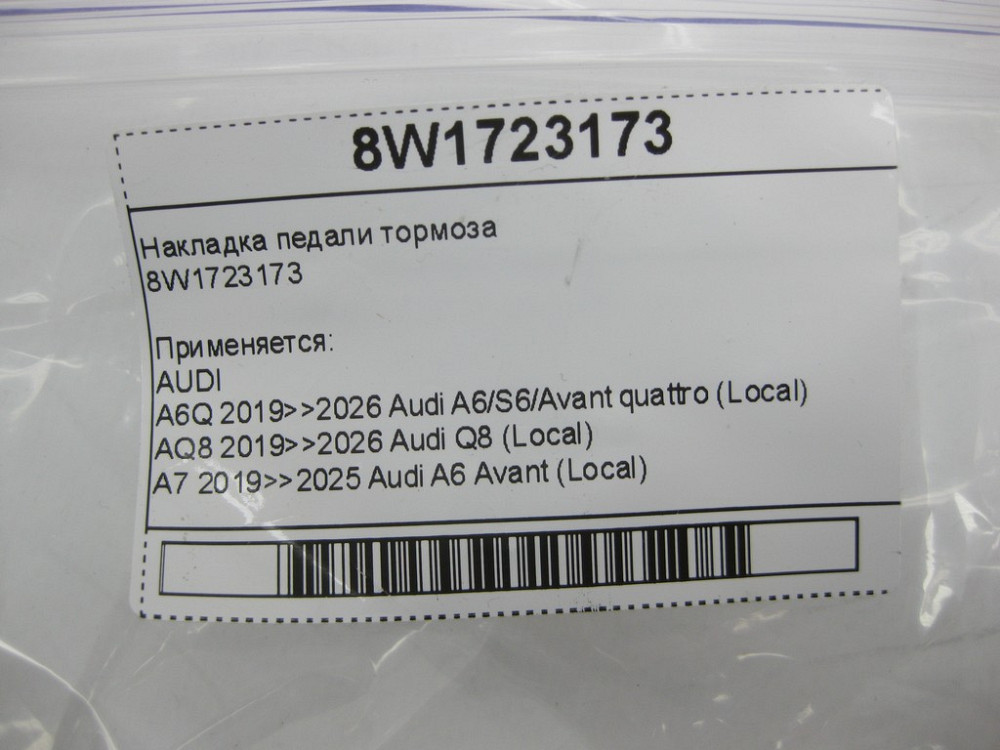 8W1723173
Накладка педали тормоза
8W1723173
Применяется:
AUDI
A6Q 2019>>2026 Audi A6/S6/Avant quattro (Local)
AQ8 2019>>2026 Audi Q8 (Local)
A7 2019>>2025 Audi A6 Avant (Local)